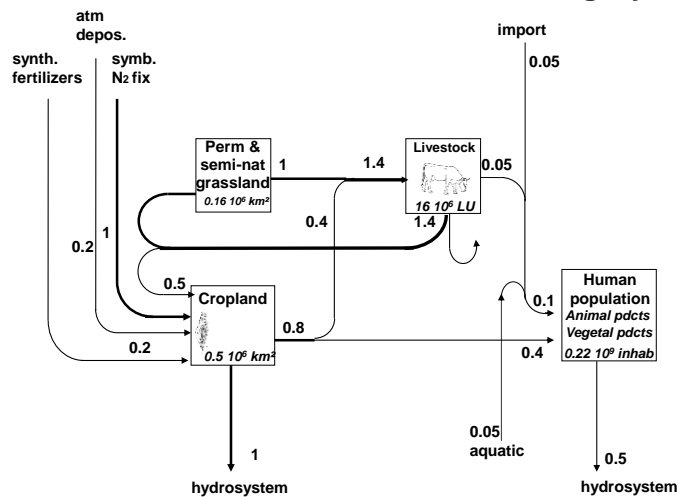 atm
depos.
synth.
fertilizers
symb.
N2 fix
import
0.05
Perm &
semi-nat
grassland
0.16 10⁶ km²
1
1.4
Livestock
16 10⁶ LU
0.05
0.4
1.4
0.2
1
0.5
Cropland
0.5 10⁶ km²
0.8
0.2
Human
population
Animal pdcts
Vegetal pdcts
0.22 10⁹ inhab
0.1
0.4
0.05
aquatic
1
0.5
hydrosystem
hydrosystem